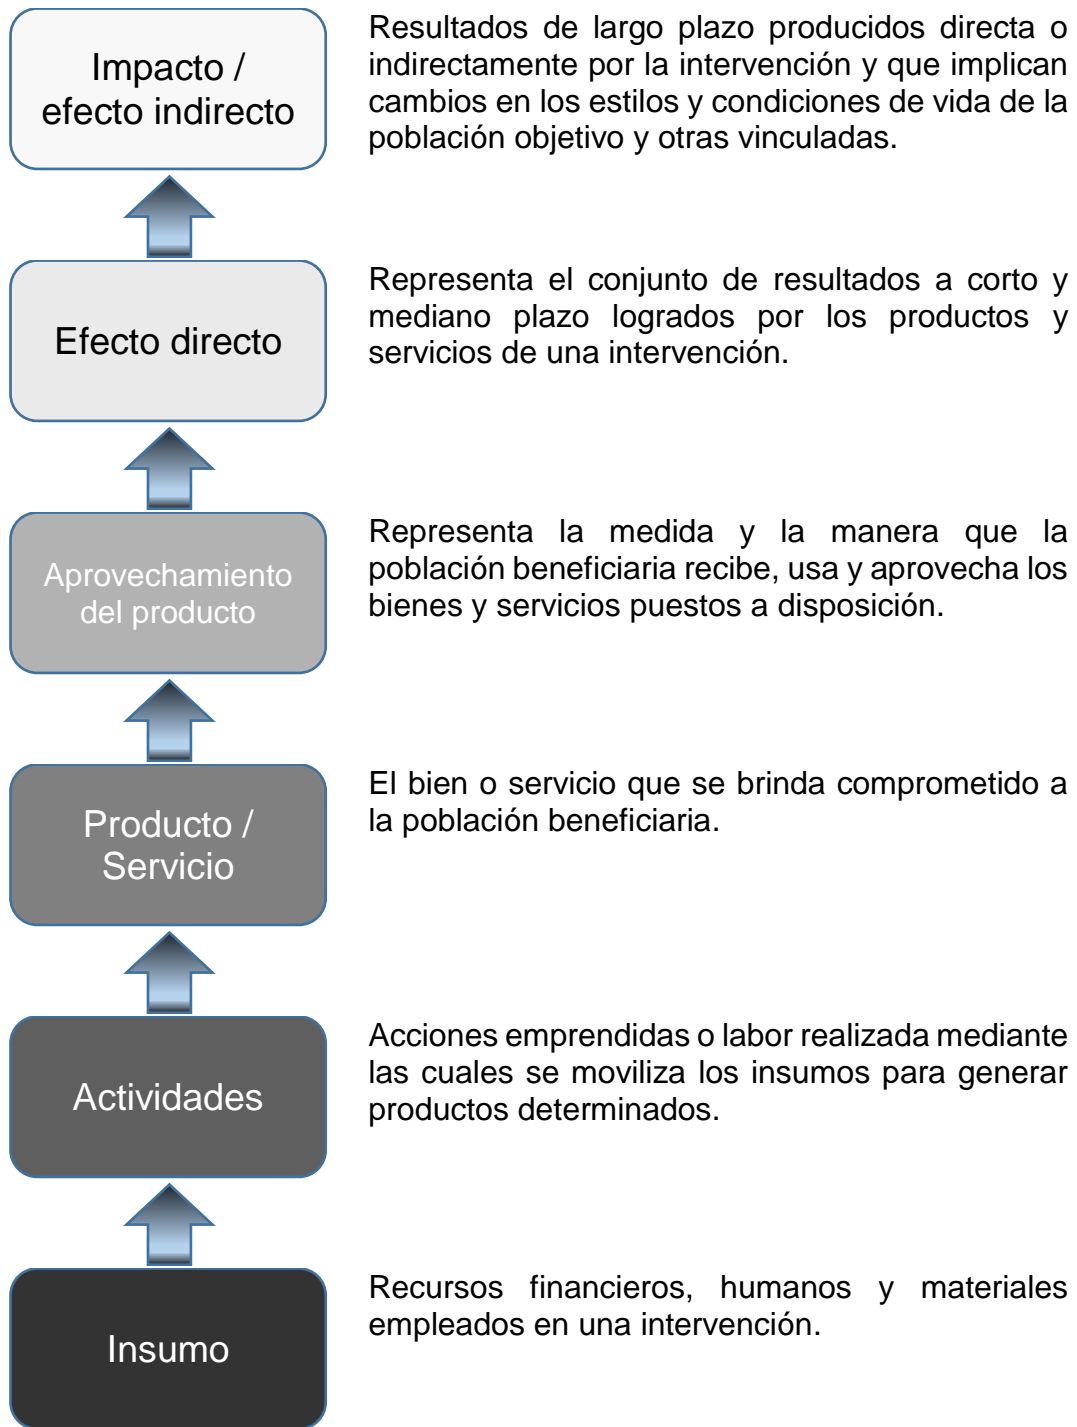 Impacto /
efecto indirecto
Resultados de largo plazo producidos directa o
indirectamente por la intervención y que implican
cambios en los estilos y condiciones de vida de la
población objetivo y otras vinculadas.
Efecto directo
Representa el conjunto de resultados a corto y
mediano plazo logrados por los productos y
servicios de una intervención.
Aprovechamiento
del producto
Representa la medida y la manera que la
población beneficiaria recibe, usa y aprovecha los
bienes y servicios puestos a disposición.
Producto /
Servicio
El bien o servicio que se brinda comprometido a
la población beneficiaria.
Actividades
Acciones emprendidas o labor realizada mediante
las cuales se moviliza los insumos para generar
productos determinados.
Insumo
Recursos financieros, humanos y materiales
empleados en una intervención.